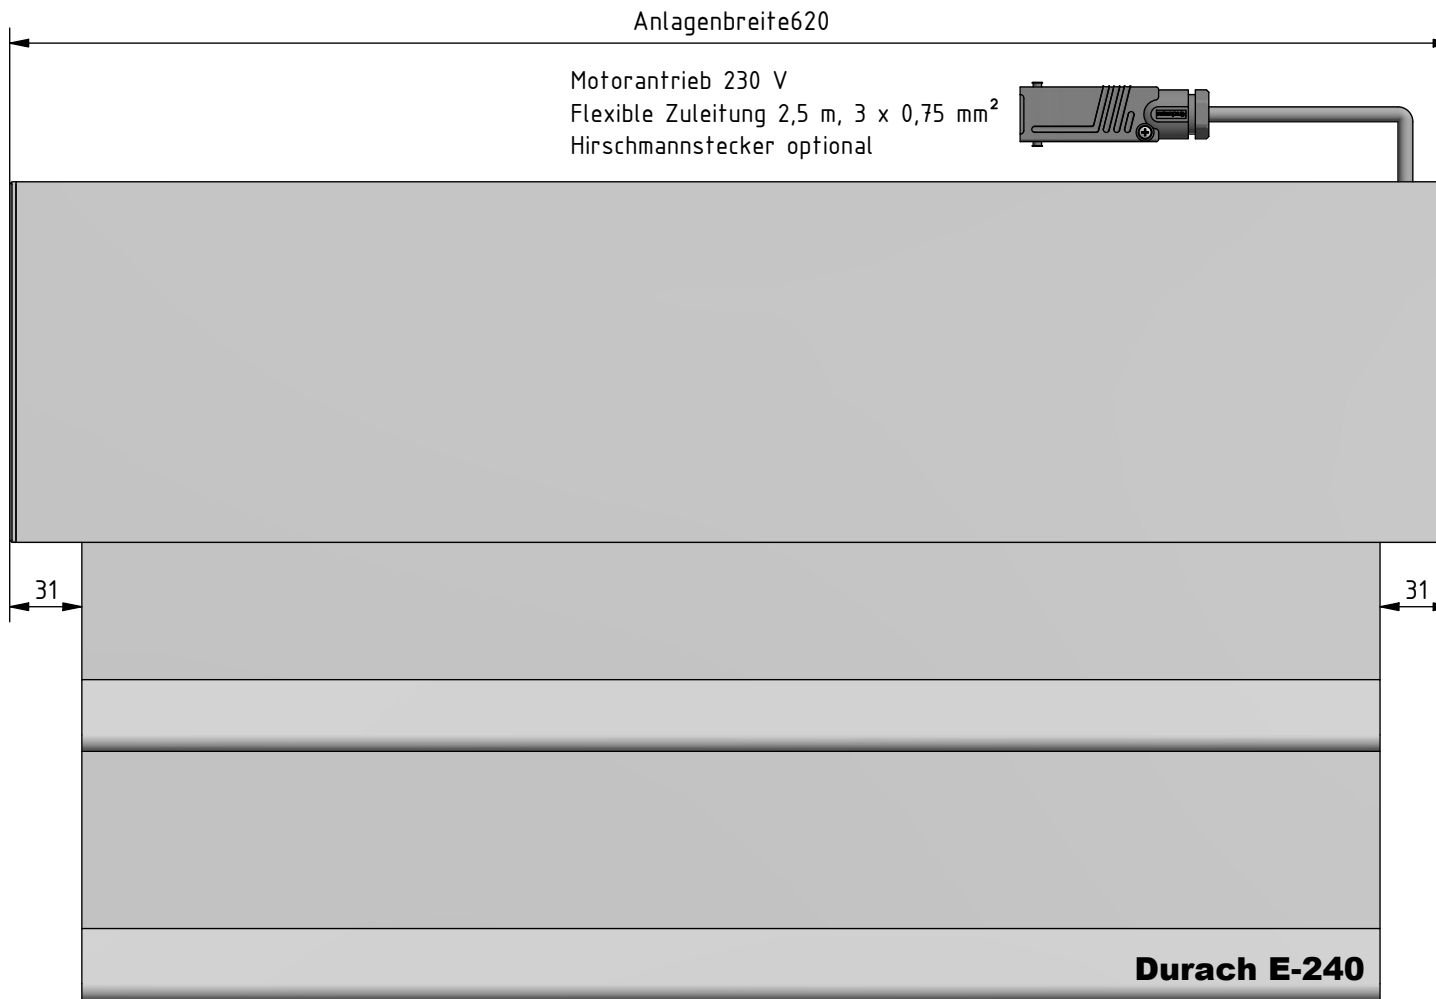 Anlagenbreite620
Motorantrieb 230 V
Flexible Zuleitung 2,5 m, 3 x 0,75 mm²
Hirschmannstecker optional
31
31
Durach E-240